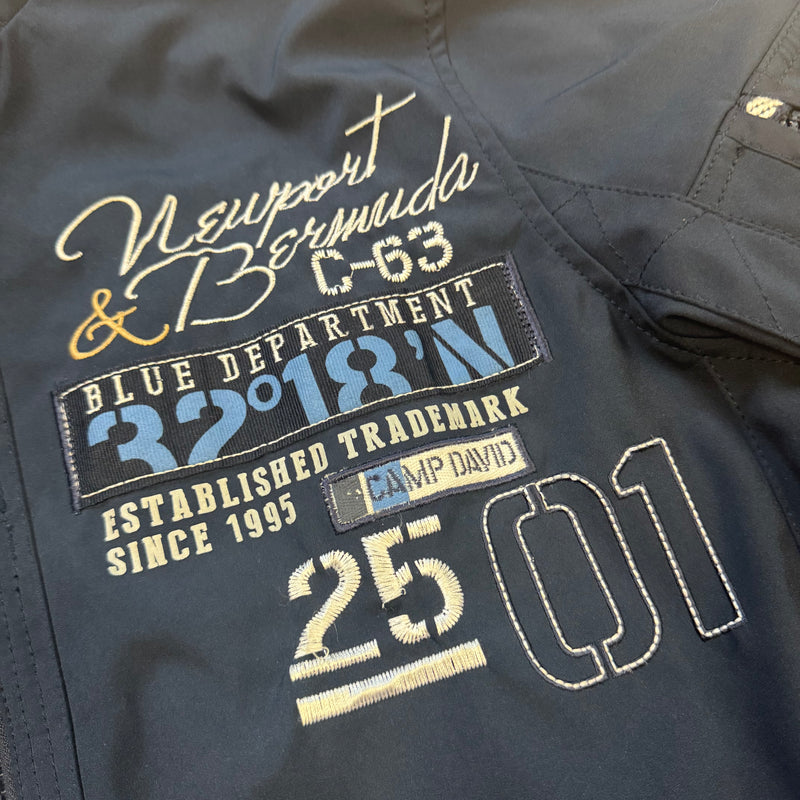 Newport
& Bermuda
C-63
BLUE DEPARTMENT
32°18'N
ESTABLISHED TRADEMARK
SINCE 1995
CAMP DAVID
25
01